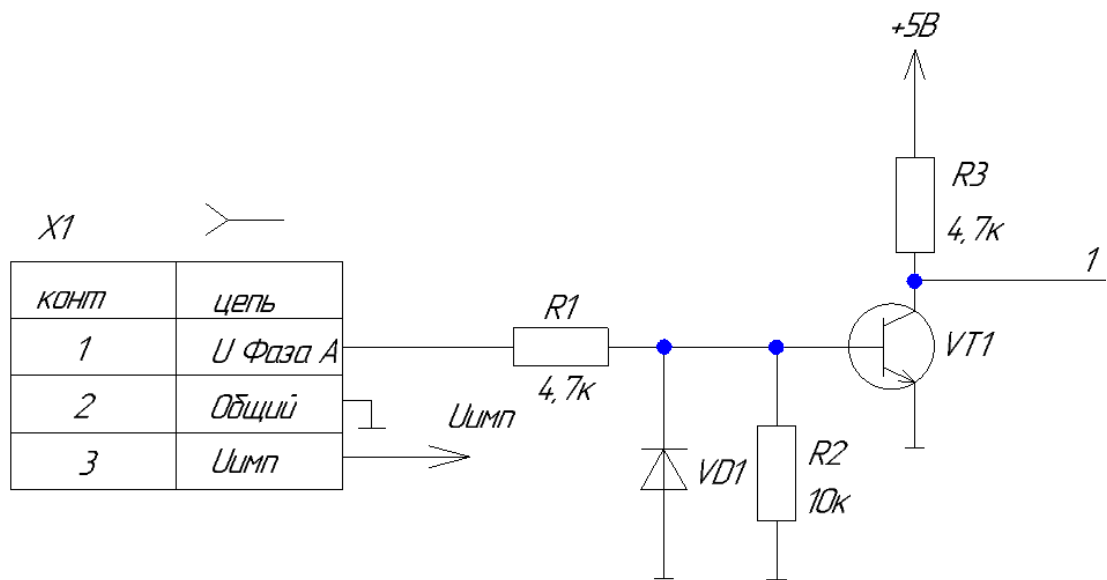 +5В
R3
4,7к
1
X1
конт цепь
1 U Фаза А
2 Общий
3 Uимп
Uимп
R1
4,7к
VT1
VD1
R2
10к